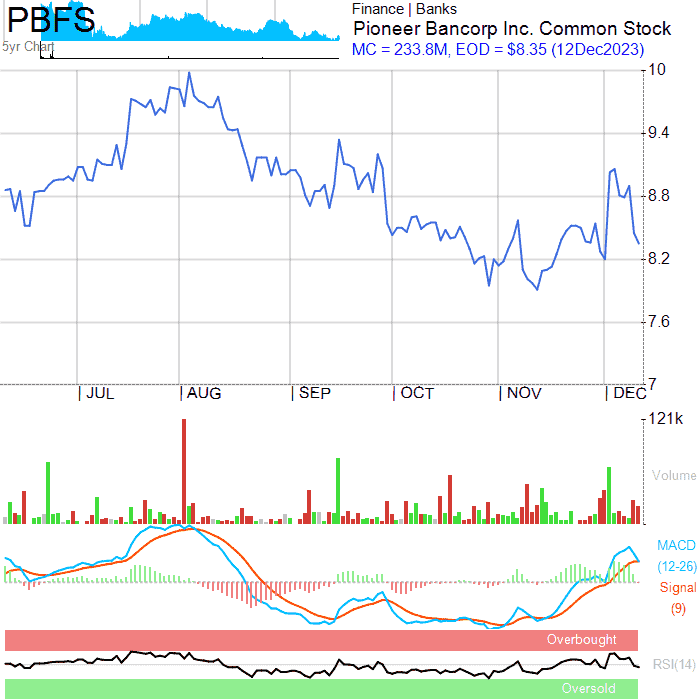 PBFS
5yr Chart
Finance | Banks
Pioneer Bancorp Inc. Common Stock
MC = 233.8M, EOD = $8.35 (12Dec2023)
10
9.4
8.8
8.2
7.6
7
| JUL | AUG | SEP | OCT | NOV | DEC
121k
Volume
MACD
(12-26)
Signal
(9)
Overbought
RSI(14)
Oversold